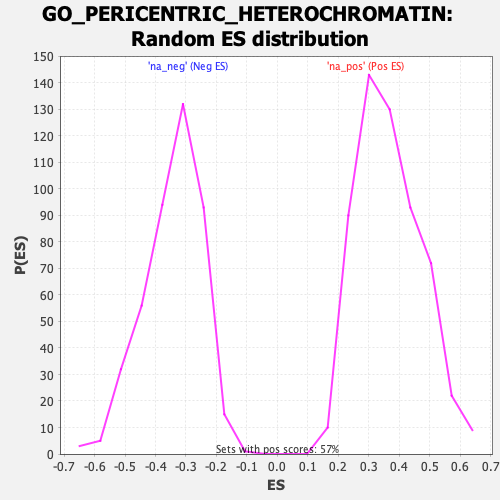 GO_PERICENTRIC_HETEROCHROMATIN:
Random ES distribution
'na_neg' (Neg ES)
'na_pos' (Pos ES)
150
140
130
120
110
100
90
80
70
60
50
40
30
20
10
0
P(ES)
Sets with pos scores: 57%
-0.7 -0.6 -0.5 -0.4 -0.3 -0.2 -0.1 0.0 0.1 0.2 0.3 0.4 0.5 0.6 0.7
ES